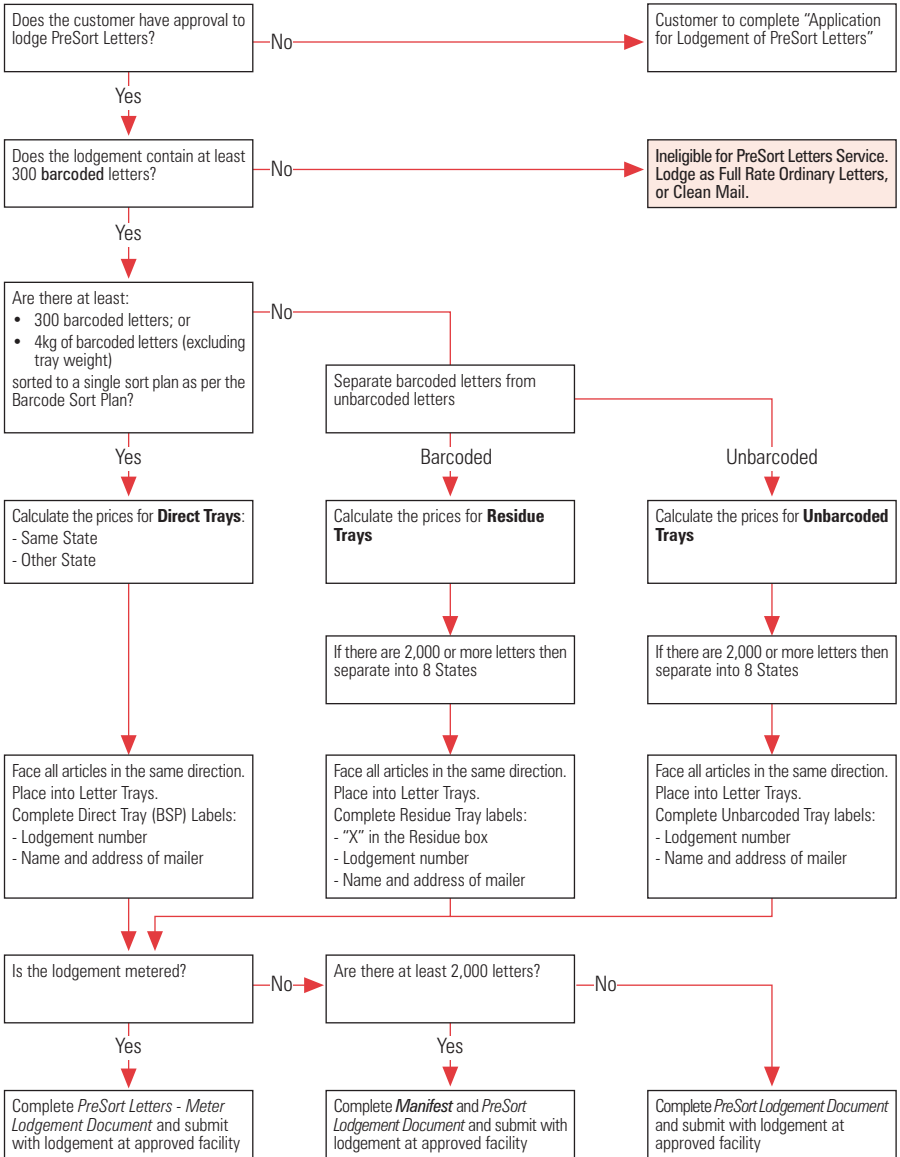 Does the customer have approval to
lodge PreSort Letters?
No
Customer to complete “Application
for Lodgement of PreSort Letters”
Yes
Does the lodgement contain at least
300 barcoded letters?
No
Ineligible for PreSort Letters Service.
Lodge as Full Rate Ordinary Letters,
or Clean Mail.
Yes
Are there at least:
• 300 barcoded letters; or
• 4kg of barcoded letters (excluding
tray weight)
sorted to a single sort plan as per the
Barcode Sort Plan?
No
Separate barcoded letters from
unbarcoded letters
Yes
Barcoded
Unbarcoded
Calculate the prices for Direct Trays:
- Same State
- Other State
Calculate the prices for Residue
Trays
Calculate the prices for Unbarcoded
Trays
If there are 2,000 or more letters then
separate into 8 States
If there are 2,000 or more letters then
separate into 8 States
Face all articles in the same direction.
Place into Letter Trays.
Complete Direct Tray (BSP) Labels:
- Lodgement number
- Name and address of mailer
Face all articles in the same direction.
Place into Letter Trays.
Complete Residue Tray labels:
- “X” in the Residue box
- Lodgement number
- Name and address of mailer
Face all articles in the same direction.
Place into Letter Trays.
Complete Unbarcoded Tray labels:
- Lodgement number
- Name and address of mailer
Is the lodgement metered?
No
Are there at least 2,000 letters?
No
Yes
Yes
Complete PreSort Letters - Meter
Lodgement Document and submit
with lodgement at approved facility
Complete Manifest and PreSort
Lodgement Document and submit with
lodgement at approved facility
Complete PreSort Lodgement Document
and submit with lodgement at
approved facility